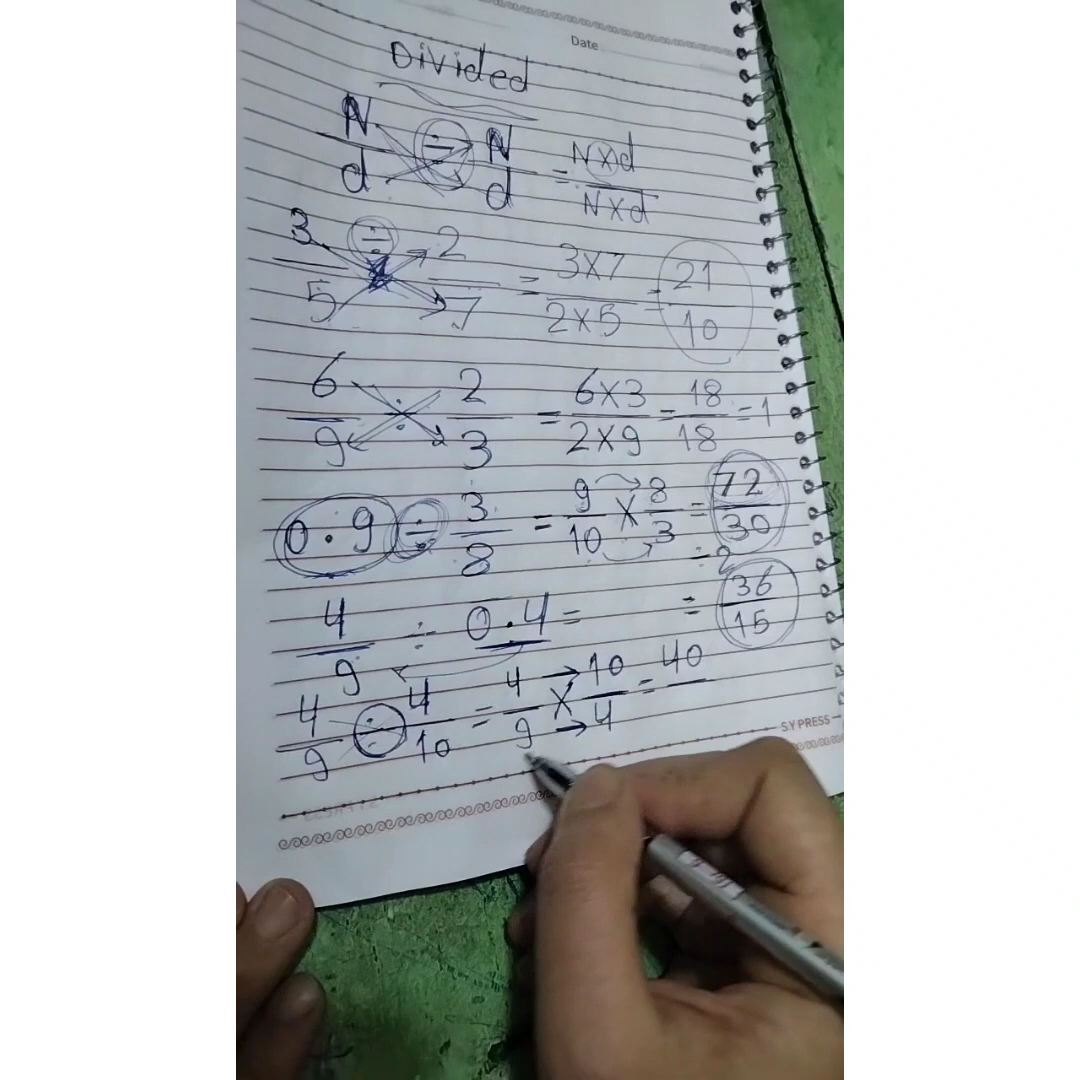 Date
Divided
N/d ÷ N/d = N×d/N×d
3/5 ÷ 2/7 = 3×7/2×5 = 21/10
6/9 ÷ 2/3 = 6×3/2×9 = 18/18 = 1
0.9 ÷ 3/8 = 9/10 × 8/3 = 72/30
÷2
4/9 ÷ 0.4 = = 36/15
4/9 ÷ 4/10 = 4/9 × 10/4 = 40
S.Y PRESS